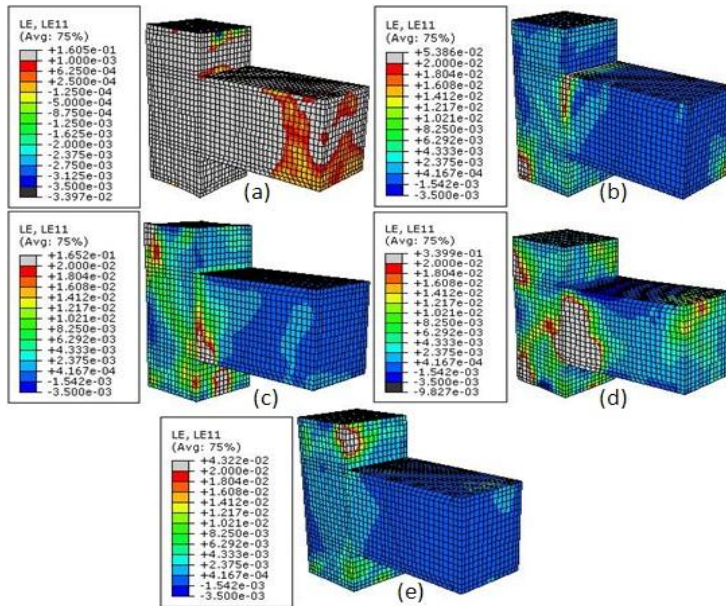 LE, LE11
(Avg: 75%)
+1.605e-01
+1.000e-03
+6.250e-04
+2.500e-04
-1.250e-04
-5.000e-04
-8.750e-04
-1.250e-03
-1.625e-03
-2.000e-03
-2.375e-03
-2.750e-03
-3.125e-03
-3.500e-03
-3.397e-02
(a)
LE, LE11
(Avg: 75%)
+5.386e-02
+2.000e-02
+1.804e-02
+1.608e-02
+1.412e-02
+1.217e-02
+1.021e-02
+8.250e-03
+6.292e-03
+4.333e-03
+2.375e-03
+4.167e-04
-1.542e-03
-3.500e-03
(b)
LE, LE11
(Avg: 75%)
+1.652e-01
+2.000e-02
+1.804e-02
+1.608e-02
+1.412e-02
+1.217e-02
+1.021e-02
+8.250e-03
+6.292e-03
+4.333e-03
+2.375e-03
+4.167e-04
-1.542e-03
-3.500e-03
(c)
LE, LE11
(Avg: 75%)
+3.399e-01
+2.000e-02
+1.804e-02
+1.608e-02
+1.412e-02
+1.217e-02
+1.021e-02
+8.250e-03
+6.292e-03
+4.333e-03
+2.375e-03
+4.167e-04
-1.542e-03
-3.500e-03
-9.827e-03
(d)
LE, LE11
(Avg: 75%)
+4.322e-02
+2.000e-02
+1.804e-02
+1.608e-02
+1.412e-02
+1.217e-02
+1.021e-02
+8.250e-03
+6.292e-03
+4.333e-03
+2.375e-03
+4.167e-04
-1.542e-03
-3.500e-03
(e)